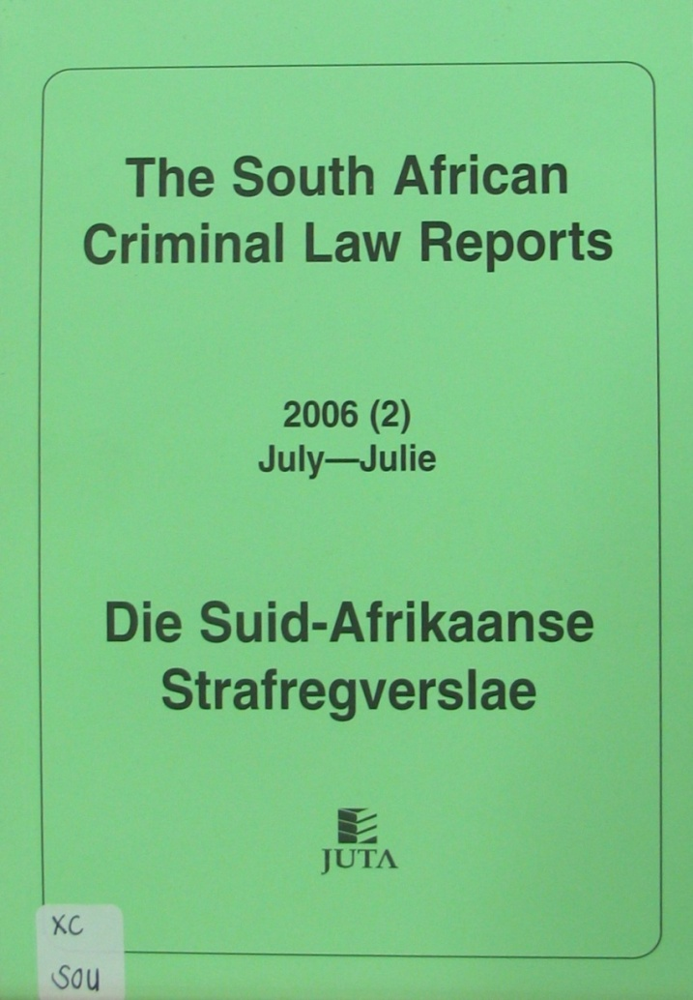 The South African
Criminal Law Reports
2006 (2)
July—Julie
Die Suid-Afrikaanse
Strafregverslae
JUTA
XC
SOU